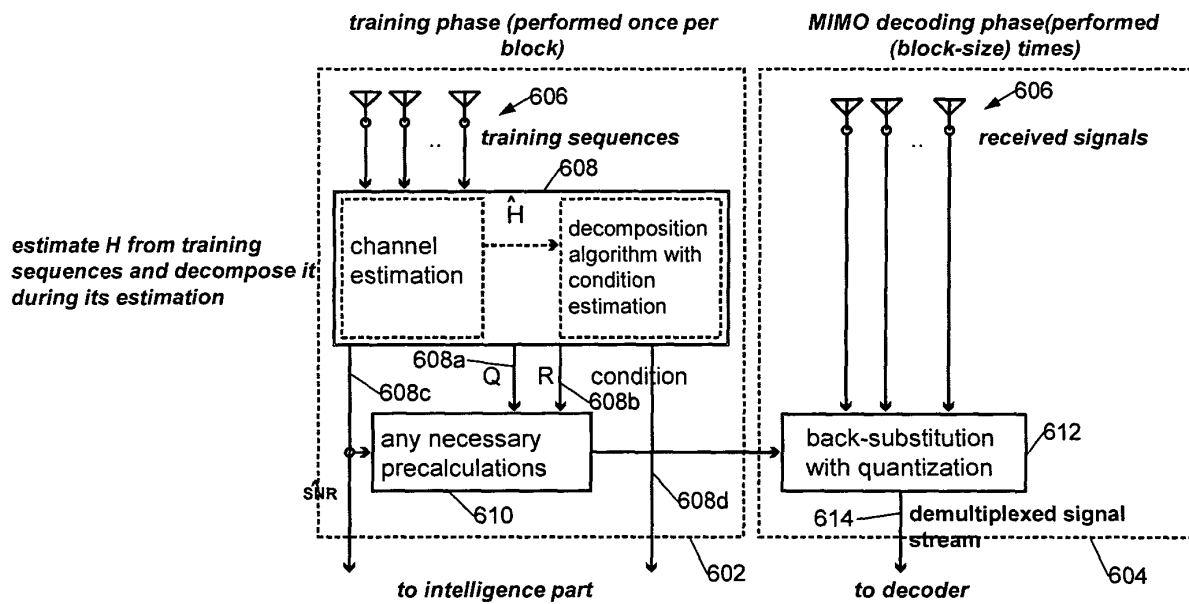 training phase (performed once per
block)
MIMO decoding phase(performed
(block-size) times)
606
606
..
training sequences
..
received signals
608
Ĥ
channel
estimation
decomposition
algorithm with
condition
estimation
estimate H from training
sequences and decompose it
during its estimation
608a
Q
R
condition
608c
608b
any necessary
precalculations
back-substitution
with quantization
612
SN̂R
610
608d
614
demultiplexed signal
stream
602
604
to intelligence part
to decoder